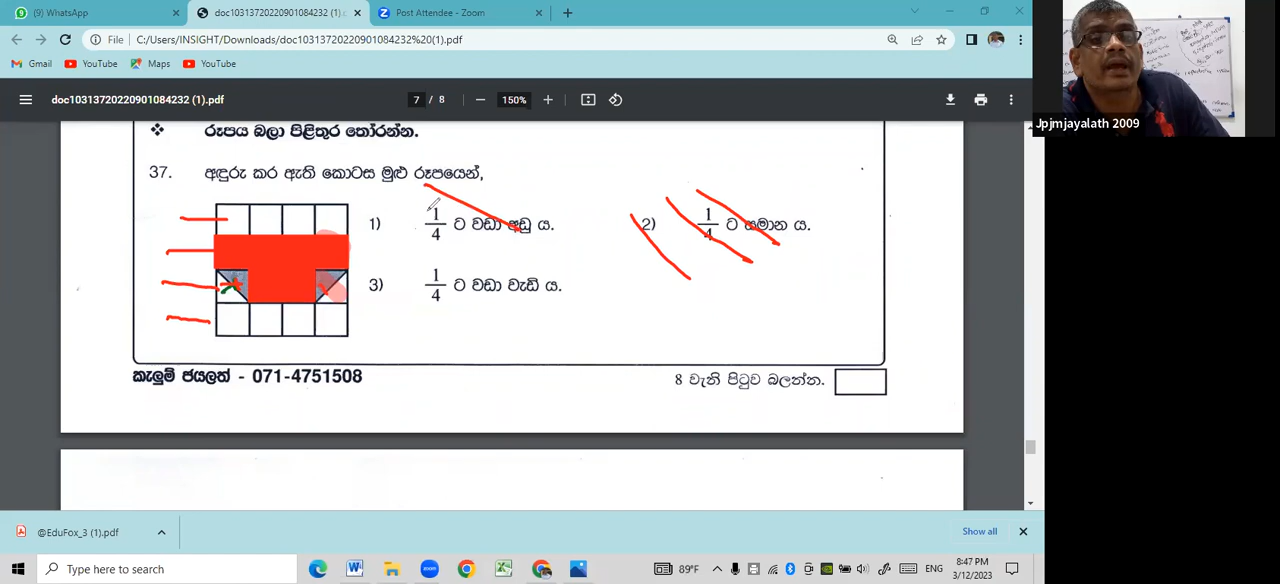 (9) WhatsApp
doc10313720220901084232 (1).c
Post Attendee - Zoom
File C:/Users/INSIGHT/Downloads/doc10313720220901084232%20(1).pdf
Gmail YouTube Maps YouTube
doc10313720220901084232 (1).pdf 7 / 8 150%
Jpjmjayalath 2009
❖ රූපය බලා පිළිතුර තෝරන්න.
37. අඳුරු කර ඇති කොටස මුළු රූපයෙන්,
1) 1/4 ට වඩා අඩු ය. 2) 1/4 ට සමාන ය.
3) 1/4 ට වඩා වැඩි ය.
කැලුම් ජයලත් - 071-4751508
8 වැනි පිටුව බලන්න.
@EduFox_3 (1).pdf
Show all
Type here to search
89°F
ENG
8:47 PM
3/12/2023